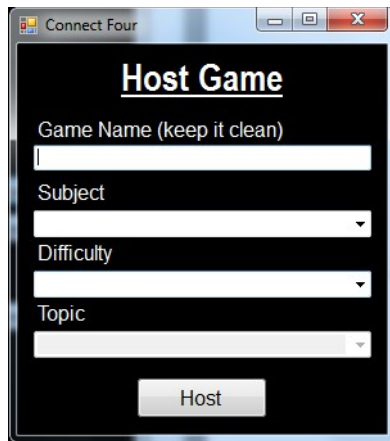 Connect Four
Host Game
Game Name (keep it clean)
Subject
Difficulty
Topic
Host